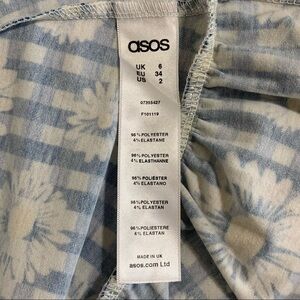 asos
UK 6
EU 34
US 2
07355427
F101119
96% POLYESTER
4% ELASTANE
96% POLYESTER
4% ELASTHANNE
96% POLIÉSTER
4% ELASTANO
96% POLYESTER
4% ELASTAN
96% POLIESTERE
4% ELASTAN
MADE IN UK
asos.com Ltd